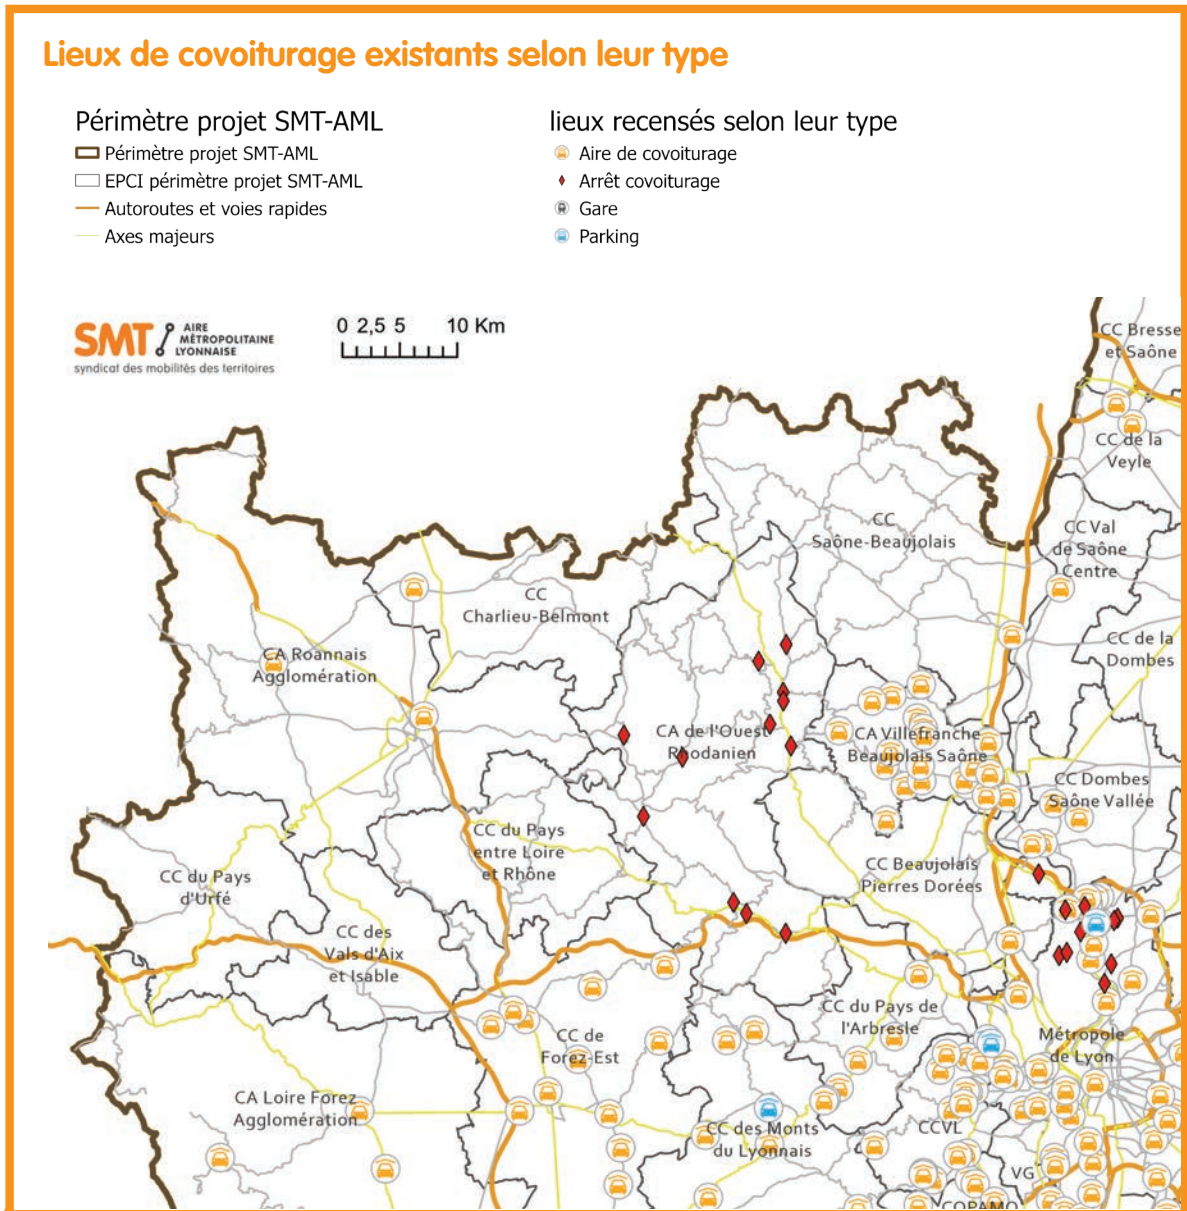 Lieux de covoiturage existants selon leur type
Périmètre projet SMT-AML
Périmètre projet SMT-AML
EPCI périmètre projet SMT-AML
Autoroutes et voies rapides
Axes majeurs
lieux recensés selon leur type
Aire de covoiturage
Arrêt covoiturage
Gare
Parking
SMT
AIRE
MÉTROPOLITAINE
LYONNAISE
syndicat des mobilités des territoires
0 2,5 5 10 Km
CC Bresse
et Saône
CC de la
Veyle
CC
Saône-Beaujolais
CC Val
de Saône
Centre
CC
Charlieu-Belmont
CC de la
Dombes
CA Roannais
Agglomération
CA de l'Ouest
Rhodanien
CA Villefranche
Beaujolais Saône
CC Dombes
Saône Vallée
CC du Pays
entre Loire
et Rhône
CC Beaujolais
Pierres Dorées
CC du Pays
d'Urfé
CC des
Vals d'Aix
et Isable
CC du Pays de
l'Arbresle
CC de
Forez-Est
Métropole
de Lyon
CA Loire Forez
Agglomération
CC des Monts
du Lyonnais
CCVL
VG
COPAMO